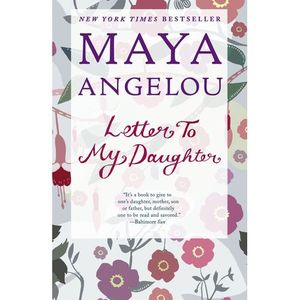 NEW YORK TIMES BESTSELLER
MAYA
ANGELOU
Letter To
My Daughter
"It's a book to give to
one's daughter, mother, son
or father, but definitely
one to be read and savored."
—Baltimore Sun